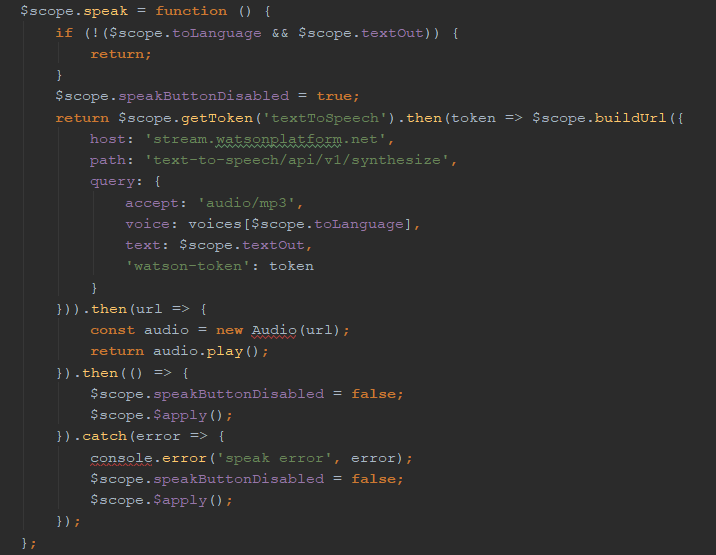 $scope.speak = function () {
    if (!($scope.toLanguage && $scope.textOut)) {
        return;
    }
    $scope.speakButtonDisabled = true;
    return $scope.getToken('textToSpeech').then(token => $scope.buildUrl({
        host: 'stream.watsonplatform.net',
        path: 'text-to-speech/api/v1/synthesize',
        query: {
            accept: 'audio/mp3',
            voice: voices[$scope.toLanguage],
            text: $scope.textOut,
            'watson-token': token
        }
    })).then(url => {
        const audio = new Audio(url);
        return audio.play();
    }).then(() => {
        $scope.speakButtonDisabled = false;
        $scope.$apply();
    }).catch(error => {
        console.error('speak error', error);
        $scope.speakButtonDisabled = false;
        $scope.$apply();
    });
};